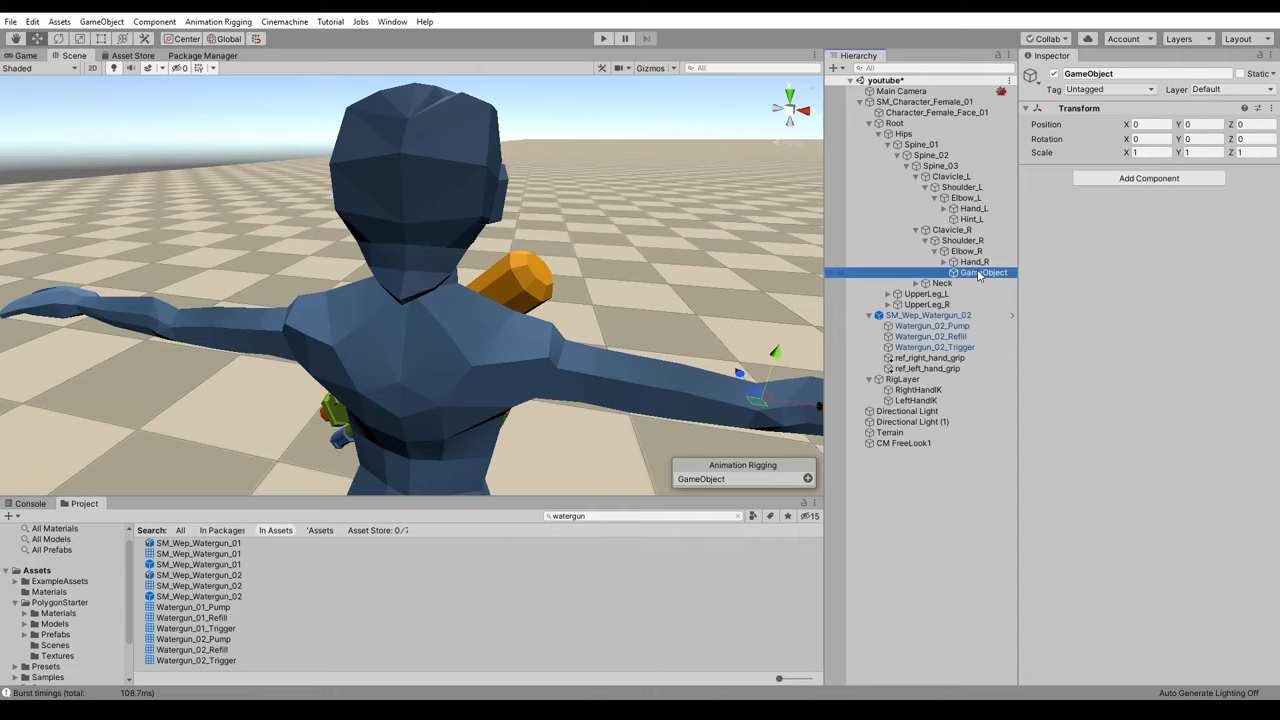 File Edit Assets GameObject Component Animation Rigging Cinemachine Tutorial Jobs Window Help
Center Global Collab Account Layers Layout
Game Scene Asset Store Package Manager
Shaded 2D 0 Gizmos All
Hierarchy
All
youtube*
Main Camera
SM_Character_Female_01
Character_Female_Face_01
Root
Hips
Spine_01
Spine_02
Spine_03
Clavicle_L
Shoulder_L
Elbow_L
Hand_L
Hint_L
Clavicle_R
Shoulder_R
Elbow_R
Hand_R
GameObject
Neck
UpperLeg_L
UpperLeg_R
SM_Wep_Watergun_02
Watergun_02_Pump
Watergun_02_Refill
Watergun_02_Trigger
ref_right_hand_grip
ref_left_hand_grip
RigLayer
RightHandIK
LeftHandIK
Directional Light
Directional Light (1)
Terrain
CM FreeLook1
Inspector
GameObject Static
Tag Untagged Layer Default
Transform
Position X 0 Y 0 Z 0
Rotation X 0 Y 0 Z 0
Scale X 1 Y 1 Z 1
Add Component
Animation Rigging
GameObject
Console Project
watergun 15
All Materials
All Models
All Prefabs
Assets
ExampleAssets
Materials
PolygonStarter
Materials
Models
Prefabs
Scenes
Textures
Presets
Samples
Search: All In Packages In Assets 'Assets Asset Store: 0/7
SM_Wep_Watergun_01
SM_Wep_Watergun_01
SM_Wep_Watergun_01
SM_Wep_Watergun_02
SM_Wep_Watergun_02
SM_Wep_Watergun_02
Watergun_01_Pump
Watergun_01_Refill
Watergun_01_Trigger
Watergun_02_Pump
Watergun_02_Refill
Watergun_02_Trigger
Burst timings (total: 108.7ms) Auto Generate Lighting Off